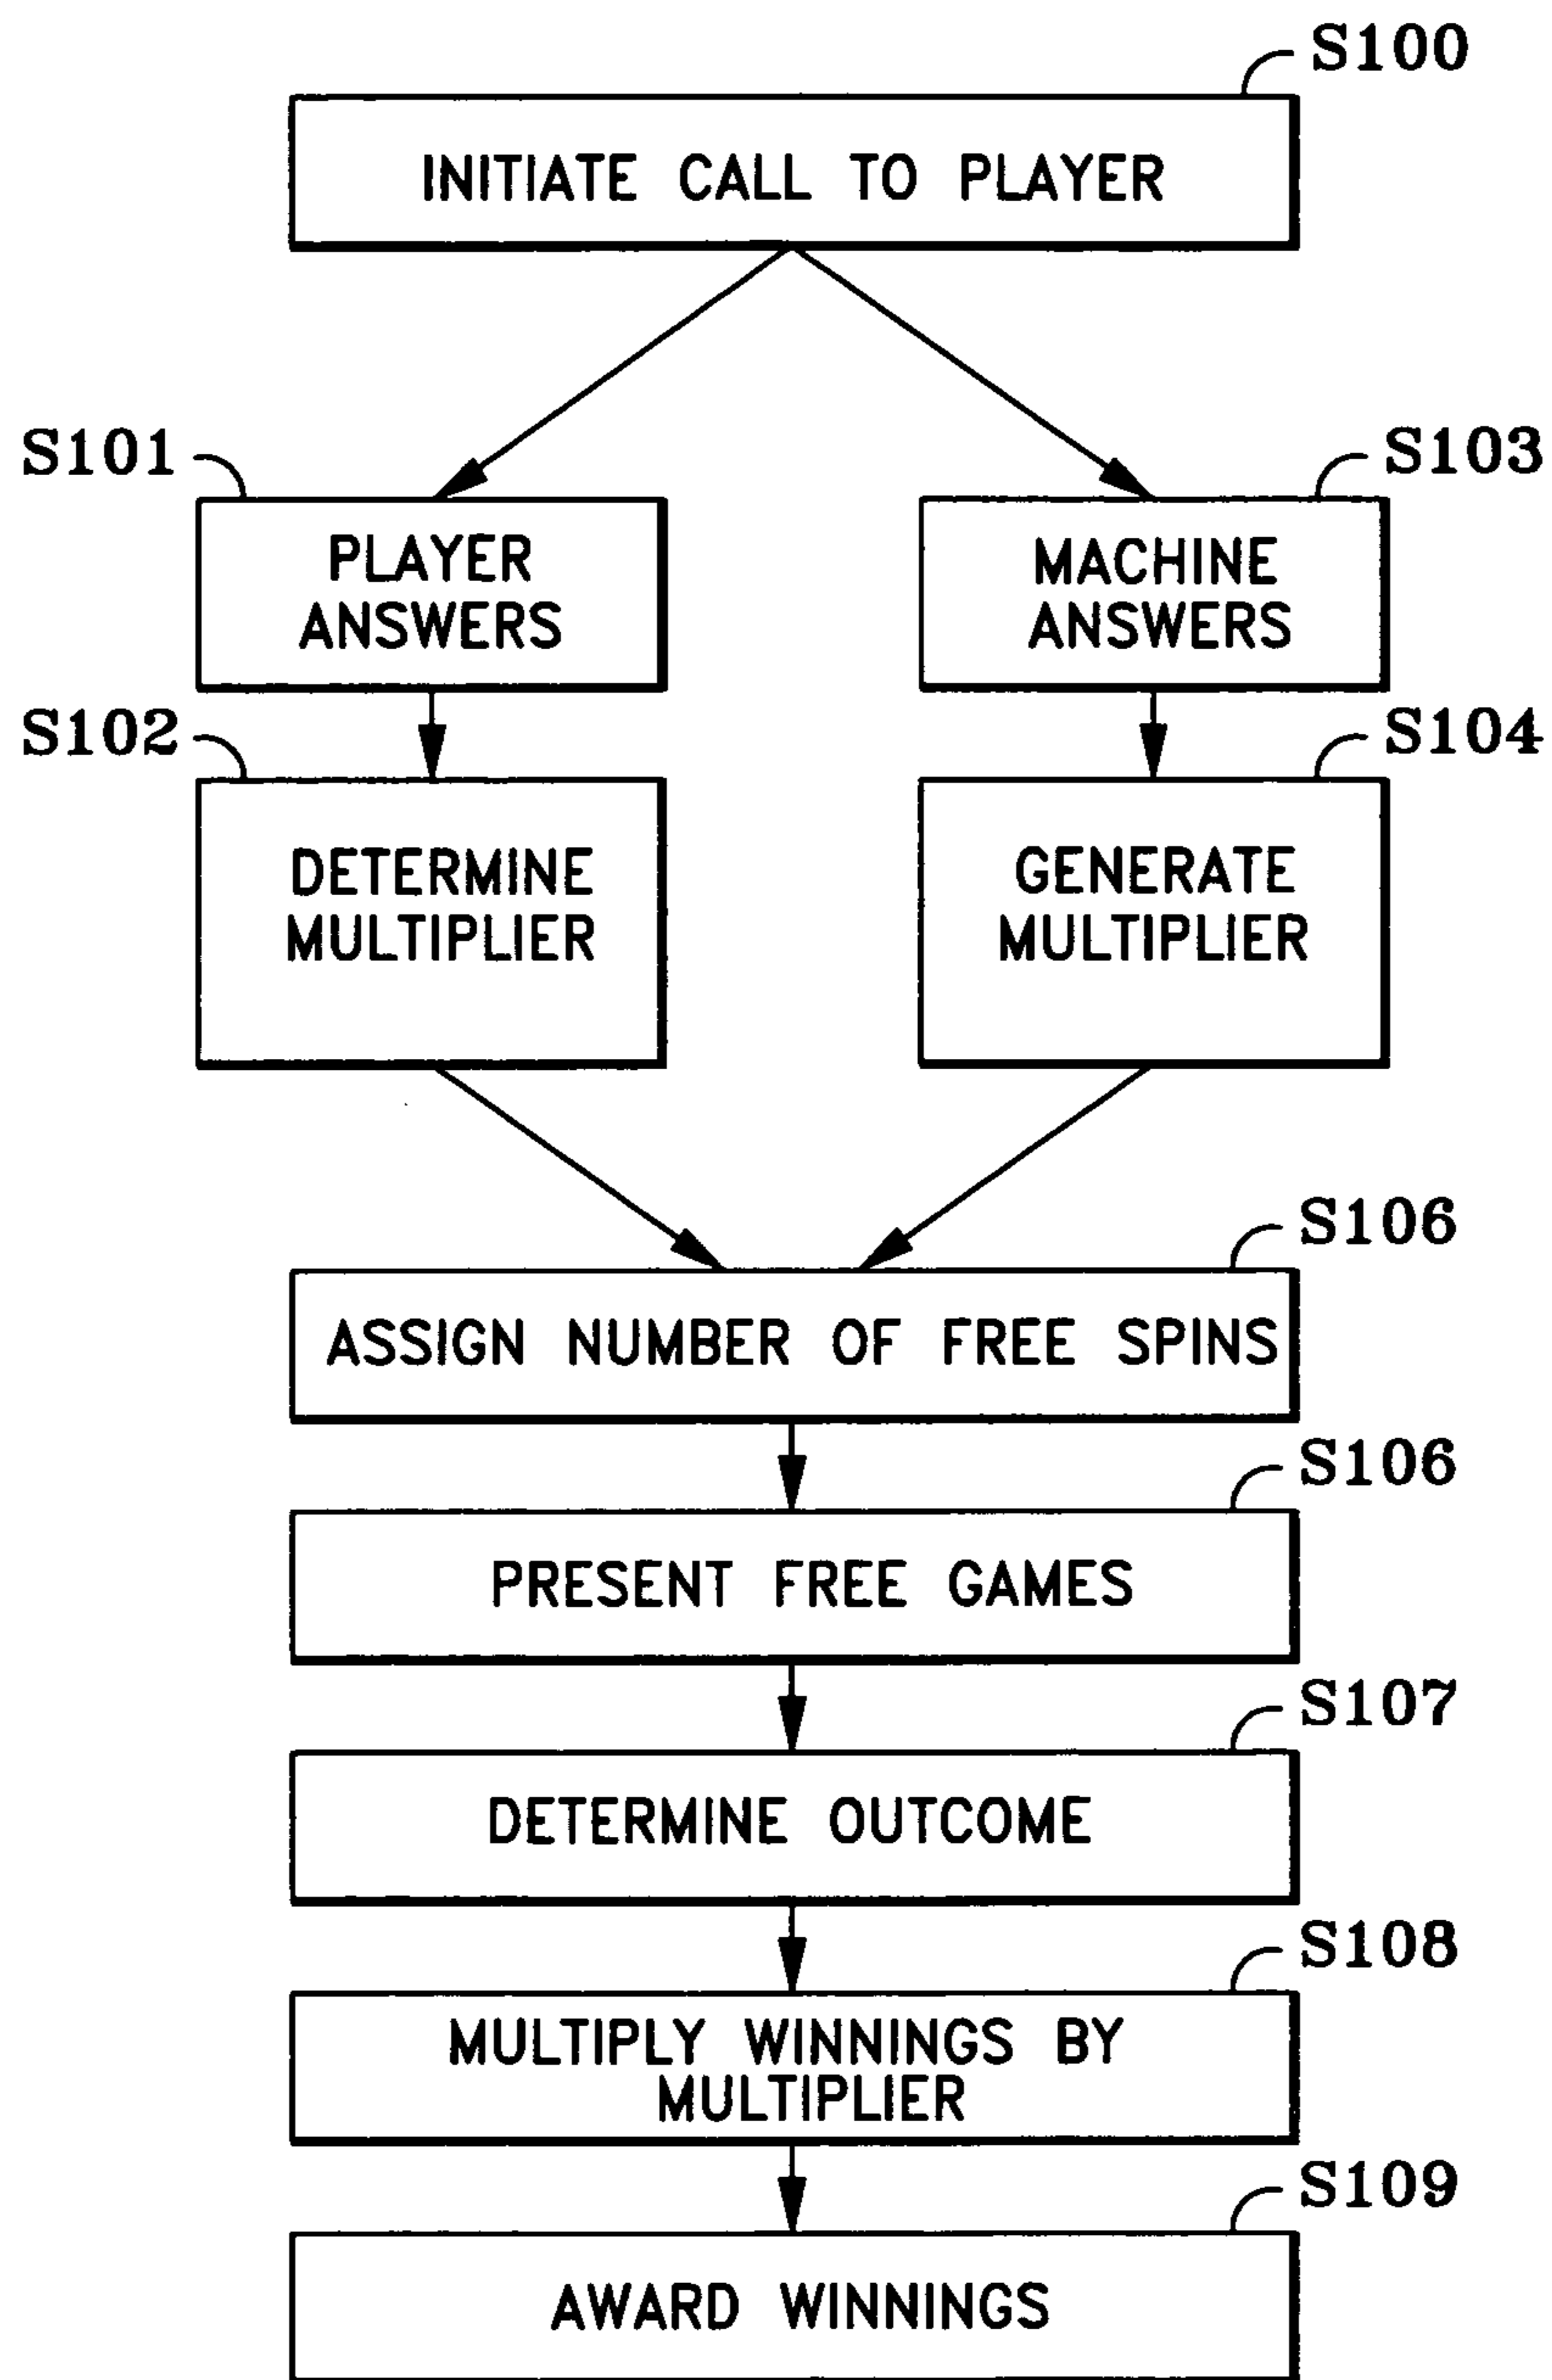 S100
INITIATE CALL TO PLAYER
S101
PLAYER
ANSWERS
S103
MACHINE
ANSWERS
S102
DETERMINE
MULTIPLIER
S104
GENERATE
MULTIPLIER
S106
ASSIGN NUMBER OF FREE SPINS
S106
PRESENT FREE GAMES
S107
DETERMINE OUTCOME
S108
MULTIPLY WINNINGS BY
MULTIPLIER
S109
AWARD WINNINGS